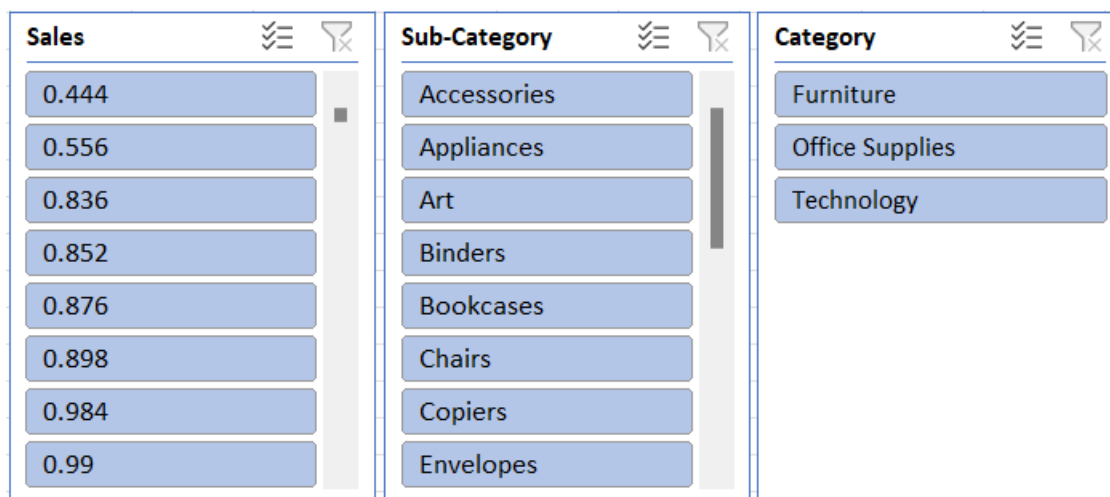 Sales
0.444
0.556
0.836
0.852
0.876
0.898
0.984
0.99
Sub-Category
Accessories
Appliances
Art
Binders
Bookcases
Chairs
Copiers
Envelopes
Category
Furniture
Office Supplies
Technology